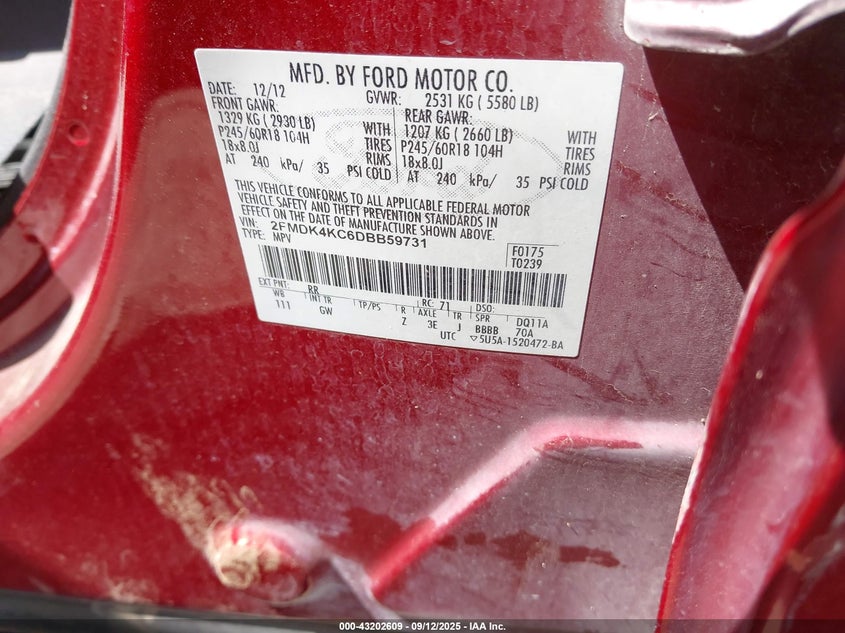 MFD. BY FORD MOTOR CO.
DATE: 12/12 GVWR: 2531 KG ( 5580 LB)
FRONT GAWR: REAR GAWR:
1329 KG ( 2930 LB) WITH 1207 KG ( 2660 LB) WITH
P245/60R18 104H TIRES P245/60R18 104H TIRES
18x8.0J RIMS 18x8.0J RIMS
AT 240 kPa/ 35 PSI COLD AT 240 kPa/ 35 PSI COLD
THIS VEHICLE CONFORMS TO ALL APPLICABLE FEDERAL MOTOR
VEHICLE SAFETY AND THEFT PREVENTION STANDARDS IN
EFFECT ON THE DATE OF MANUFACTURE SHOWN ABOVE.
VIN: 2FMDK4KC6DBB59731
TYPE: MPV
F0175
T0239
EXT PNT: RR RC: 71 DSO:
WB INT TR TP/PS R AXLE TR SPR DQ11A
111 GW Z 3E J BBBB 70A
UTC ▽5U5A-1520472-BA
000-43202609 - 09/12/2025 - IAA Inc.